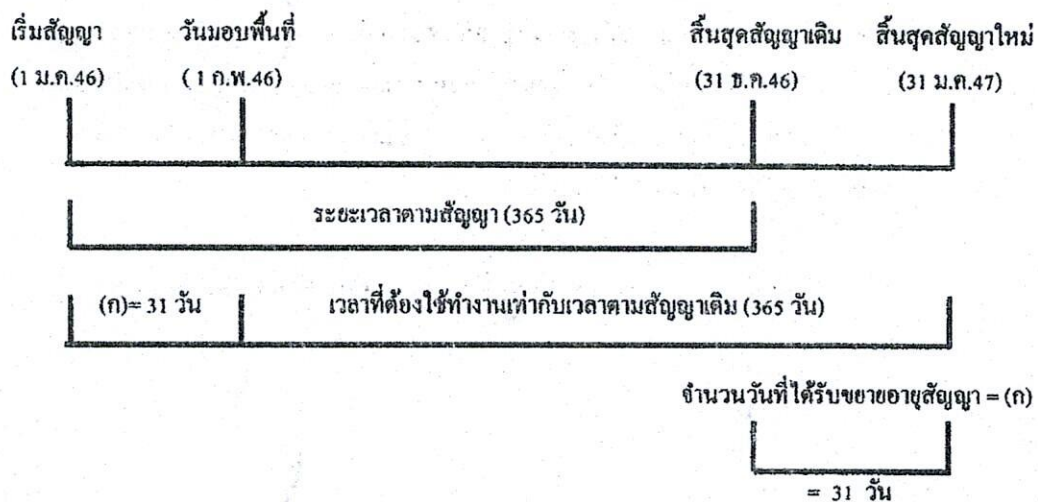 เริ่มสัญญา วันมอบพื้นที่ สิ้นสุดสัญญาเดิม สิ้นสุดสัญญาใหม่
(1 ม.ค.46) ( 1 ก.พ.46) (31 ธ.ค.46) (31 ม.ค.47)
ระยะเวลาตามสัญญา (365 วัน)
(ก)= 31 วัน เวลาที่ต้องใช้ทำงานเท่ากับเวลาตามสัญญาเดิม (365 วัน)
จำนวนวันที่ได้รับขยายอายุสัญญา = (ก)
= 31 วัน